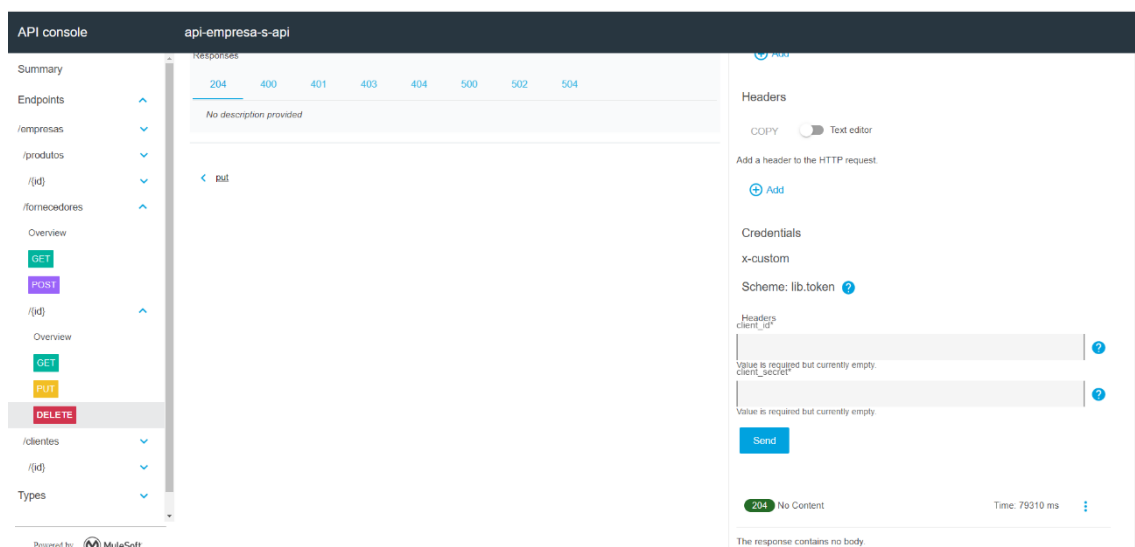 API console
api-empresa-s-api
Summary
Endpoints
/empresas
/produtos
/{id}
/fornecedores
Overview
GET
POST
/{id}
Overview
GET
PUT
DELETE
/clientes
/{id}
Types
Powered by MuleSoft
Responses
204 400 401 403 404 500 502 504
No description provided
put
Add
Headers
COPY Text editor
Add a header to the HTTP request.
Add
Credentials
x-custom
Scheme: lib.token ?
Headers
client_id*
?
Value is required but currently empty.
client_secret*
?
Value is required but currently empty.
Send
204 No Content Time: 79310 ms
The response contains no body.